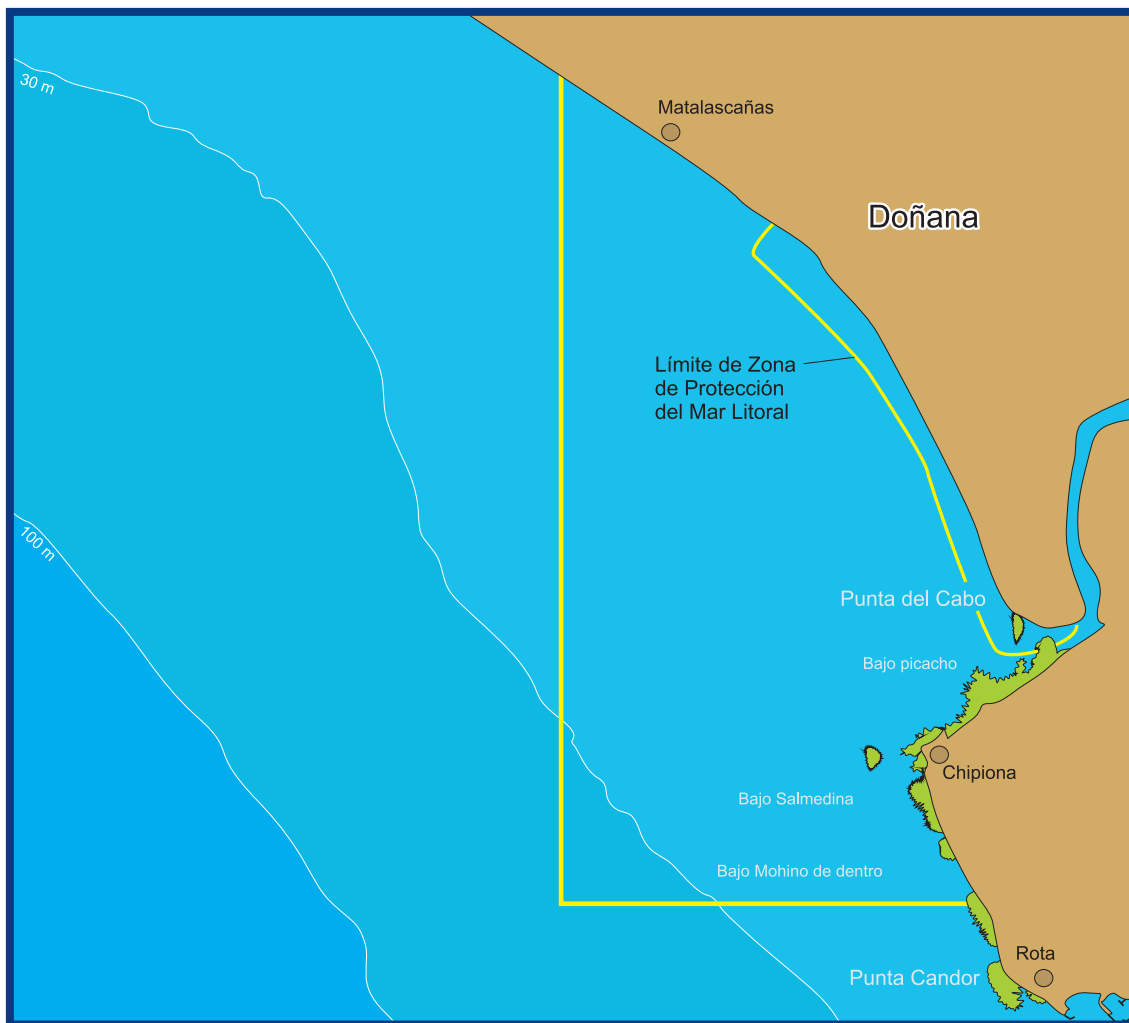 30 m
Matalascañas
Doñana
Límite de Zona
de Protección
del Mar Litoral
100 m
Punta del Cabo
Bajo picacho
Chipiona
Bajo Salmedina
Bajo Mohino de dentro
Rota
Punta Candor